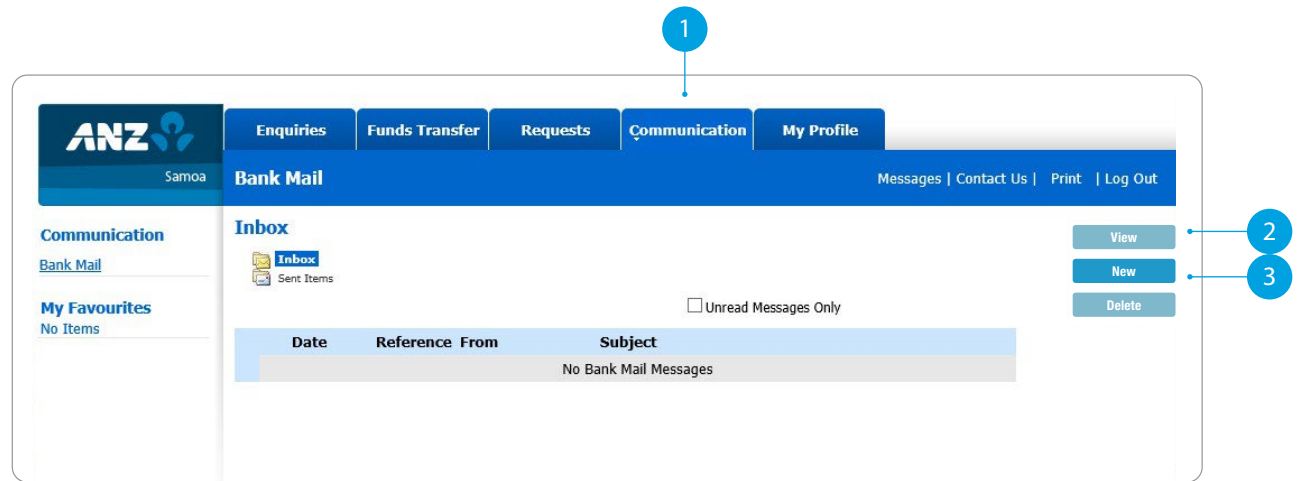 1
ANZ
Samoa
Enquiries Funds Transfer Requests Communication My Profile
Bank Mail
Messages | Contact Us | Print | Log Out
Communication
Bank Mail
My Favourites
No Items
Inbox
Inbox
Sent Items
Unread Messages Only
Date Reference From Subject
No Bank Mail Messages
View
2
New
3
Delete